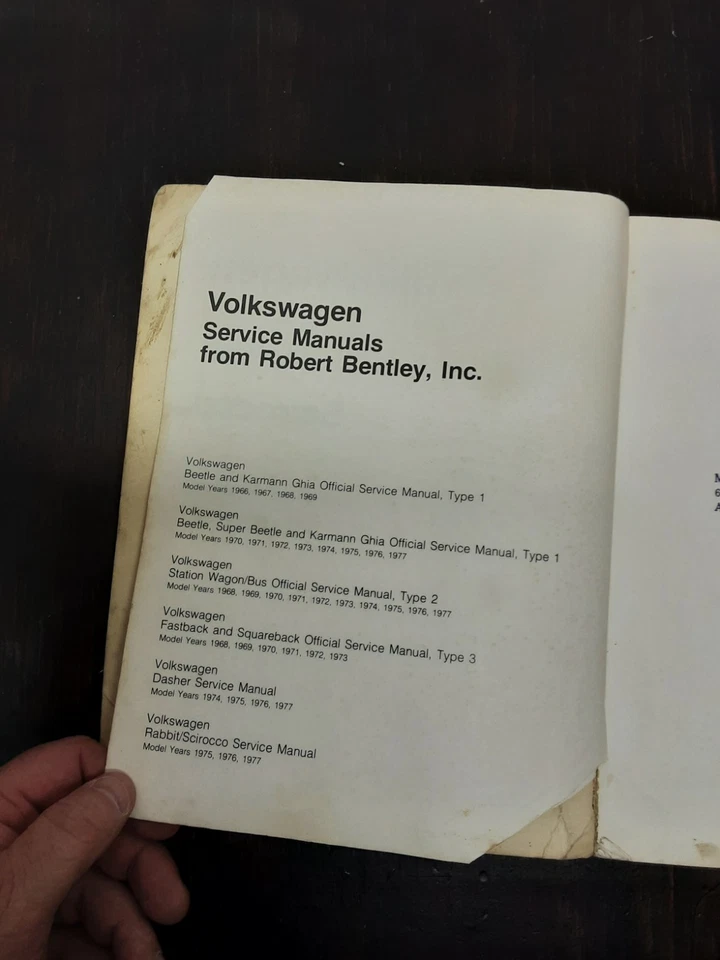 Volkswagen
Service Manuals
from Robert Bentley, Inc.
Volkswagen
Beetle and Karmann Ghia Official Service Manual, Type 1
Model Years 1966, 1967, 1968, 1969
Volkswagen
Beetle, Super Beetle and Karmann Ghia Official Service Manual, Type 1
Model Years 1970, 1971, 1972, 1973, 1974, 1975, 1976, 1977
Volkswagen
Station Wagon/Bus Official Service Manual, Type 2
Model Years 1968, 1969, 1970, 1971, 1972, 1973, 1974, 1975, 1976, 1977
Volkswagen
Fastback and Squareback Official Service Manual, Type 3
Model Years 1968, 1969, 1970, 1971, 1972, 1973
Volkswagen
Dasher Service Manual
Model Years 1974, 1975, 1976, 1977
Volkswagen
Rabbit/Scirocco Service Manual
Model Years 1975, 1976, 1977